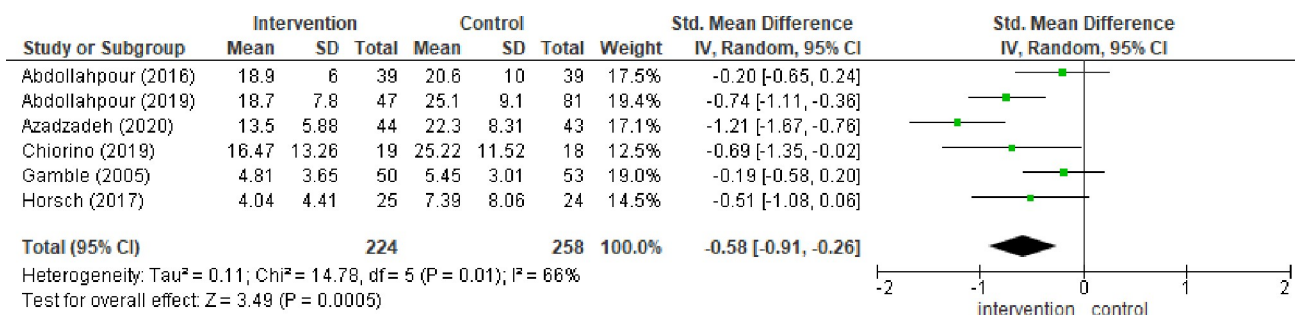 Intervention Control Std. Mean Difference Std. Mean Difference
Study or Subgroup Mean SD Total Mean SD Total Weight IV, Random, 95% CI IV, Random, 95% CI
Abdollahpour (2016) 18.9 6 39 20.6 10 39 17.5% -0.20 [-0.65, 0.24]
Abdollahpour (2019) 18.7 7.8 47 25.1 9.1 81 19.4% -0.74 [-1.11, -0.36]
Azadzadeh (2020) 13.5 5.88 44 22.3 8.31 43 17.1% -1.21 [-1.67, -0.76]
Chiorino (2019) 16.47 13.26 19 25.22 11.52 18 12.5% -0.69 [-1.35, -0.02]
Gamble (2005) 4.81 3.65 50 5.45 3.01 53 19.0% -0.19 [-0.58, 0.20]
Horsch (2017) 4.04 4.41 25 7.39 8.06 24 14.5% -0.51 [-1.08, 0.06]
Total (95% CI) 224 258 100.0% -0.58 [-0.91, -0.26]
Heterogeneity: Tau² = 0.11; Chi² = 14.78, df = 5 (P = 0.01); I² = 66%
Test for overall effect: Z = 3.49 (P = 0.0005)
-2 -1 0 1 2
intervention control